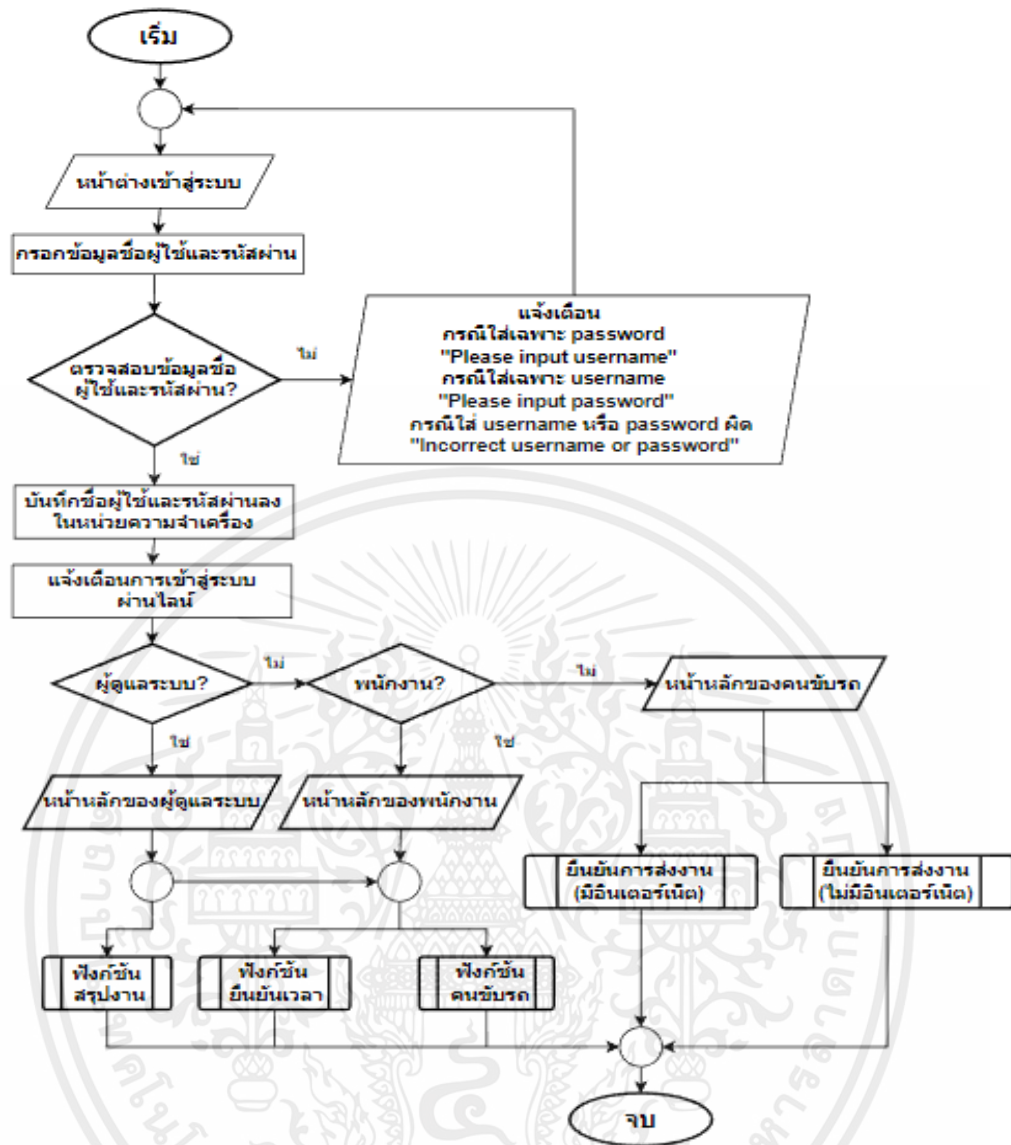 เริ่ม
หน้าต่างเข้าสู่ระบบ
กรอกข้อมูลชื่อผู้ใช้และรหัสผ่าน
ตรวจสอบข้อมูลชื่อ
ผู้ใช้และรหัสผ่าน?
ไม่
แจ้งเตือน
กรณีใส่เฉพาะ password
"Please input username"
กรณีใส่เฉพาะ username
"Please input password"
กรณีใส่ username หรือ password ผิด
"Incorrect username or password"
ใช่
บันทึกชื่อผู้ใช้และรหัสผ่านลง
ในหน่วยความจำเครื่อง
แจ้งเตือนการเข้าสู่ระบบ
ผ่านไลน์
ผู้ดูแลระบบ?
ไม่
พนักงาน?
ไม่
หน้าหลักของคนขับรถ
ใช่
ใช่
หน้าหลักของผู้ดูแลระบบ
หน้าหลักของพนักงาน
ยืนยันการส่งงาน
(มีอินเตอร์เน็ต)
ยืนยันการส่งงาน
(ไม่มีอินเตอร์เน็ต)
ฟังก์ชั่น
สรุปงาน
ฟังก์ชั่น
ยืนยันเวลา
ฟังก์ชั่น
คนขับรถ
จบ